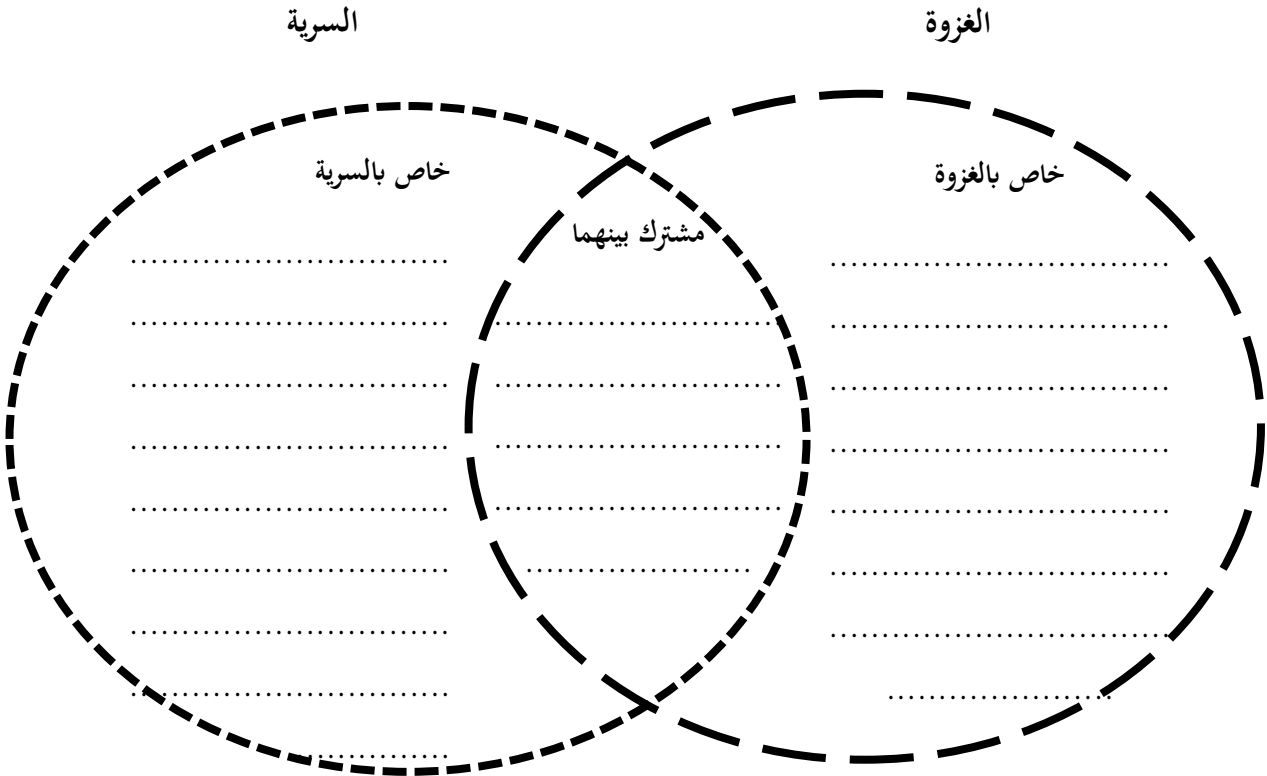 الغزوة
السرية
خاص بالغزوة
خاص بالسرية
مشترك بينهما